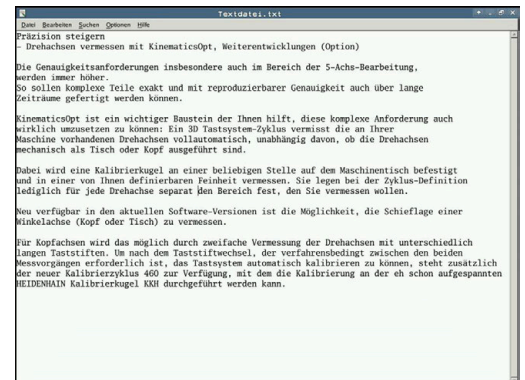 Textdatei.txt
Datei Bearbeiten Suchen Optionen Hilfe
Präzision steigern
– Drehachsen vermessen mit KinematicsOpt, Weiterentwicklungen (Option)
Die Genauigkeitsanforderungen insbesondere auch im Bereich der 5-Achs-Bearbeitung,
werden immer höher.
So sollen komplexe Teile exakt und mit reproduzierbarer Genauigkeit auch über lange
Zeiträume gefertigt werden können.
KinematicsOpt ist ein wichtiger Baustein der Ihnen hilft, diese komplexe Anforderung auch
wirklich umzusetzen zu können: Ein 3D Tastsystem-Zyklus vermisst die an Ihrer
Maschine vorhandenen Drehachsen vollautomatisch, unabhängig davon, ob die Drehachsen
mechanisch als Tisch oder Kopf ausgeführt sind.
Dabei wird eine Kalibrierkugel an einer beliebigen Stelle auf dem Maschinentisch befestigt
und in einer von Ihnen definierbaren Feinheit vermessen. Sie legen bei der Zyklus-Definition
lediglich für jede Drehachse separat den Bereich fest, den Sie vermessen wollen.
Neu verfügbar in den aktuellen Software-Versionen ist die Möglichkeit, die Schieflage einer
Winkelachse (Kopf oder Tisch) zu vermessen.
Für Kopfachsen wird das möglich durch zweifache Vermessung der Drehachsen mit unterschiedlich
langen Taststiften. Um nach dem Taststiftwechsel, der verfahrensbedingt zwischen den beiden
Messvorgängen erforderlich ist, das Tastsystem automatisch kalibrieren zu können, steht zusätzlich
der neuer Kalibrierzyklus 460 zur Verfügung, mit dem die Kalibrierung an der eh schon aufgespannten
HEIDENHAIN Kalibrierkugel KKH durchgeführt werden kann.